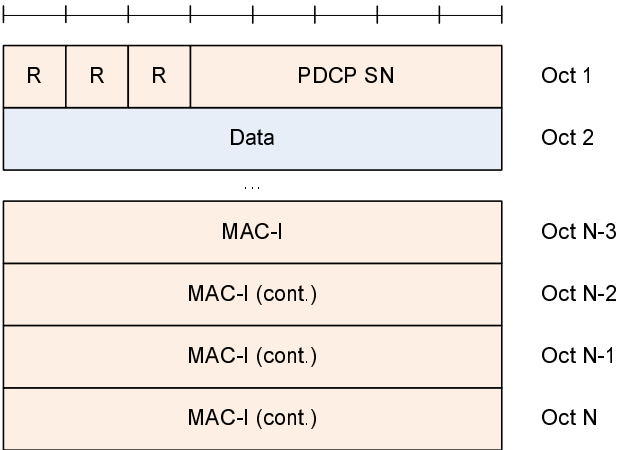 R R R PDCP SN Oct 1
Data Oct 2
...
MAC-I Oct N-3
MAC-I (cont.) Oct N-2
MAC-I (cont.) Oct N-1
MAC-I (cont.) Oct N